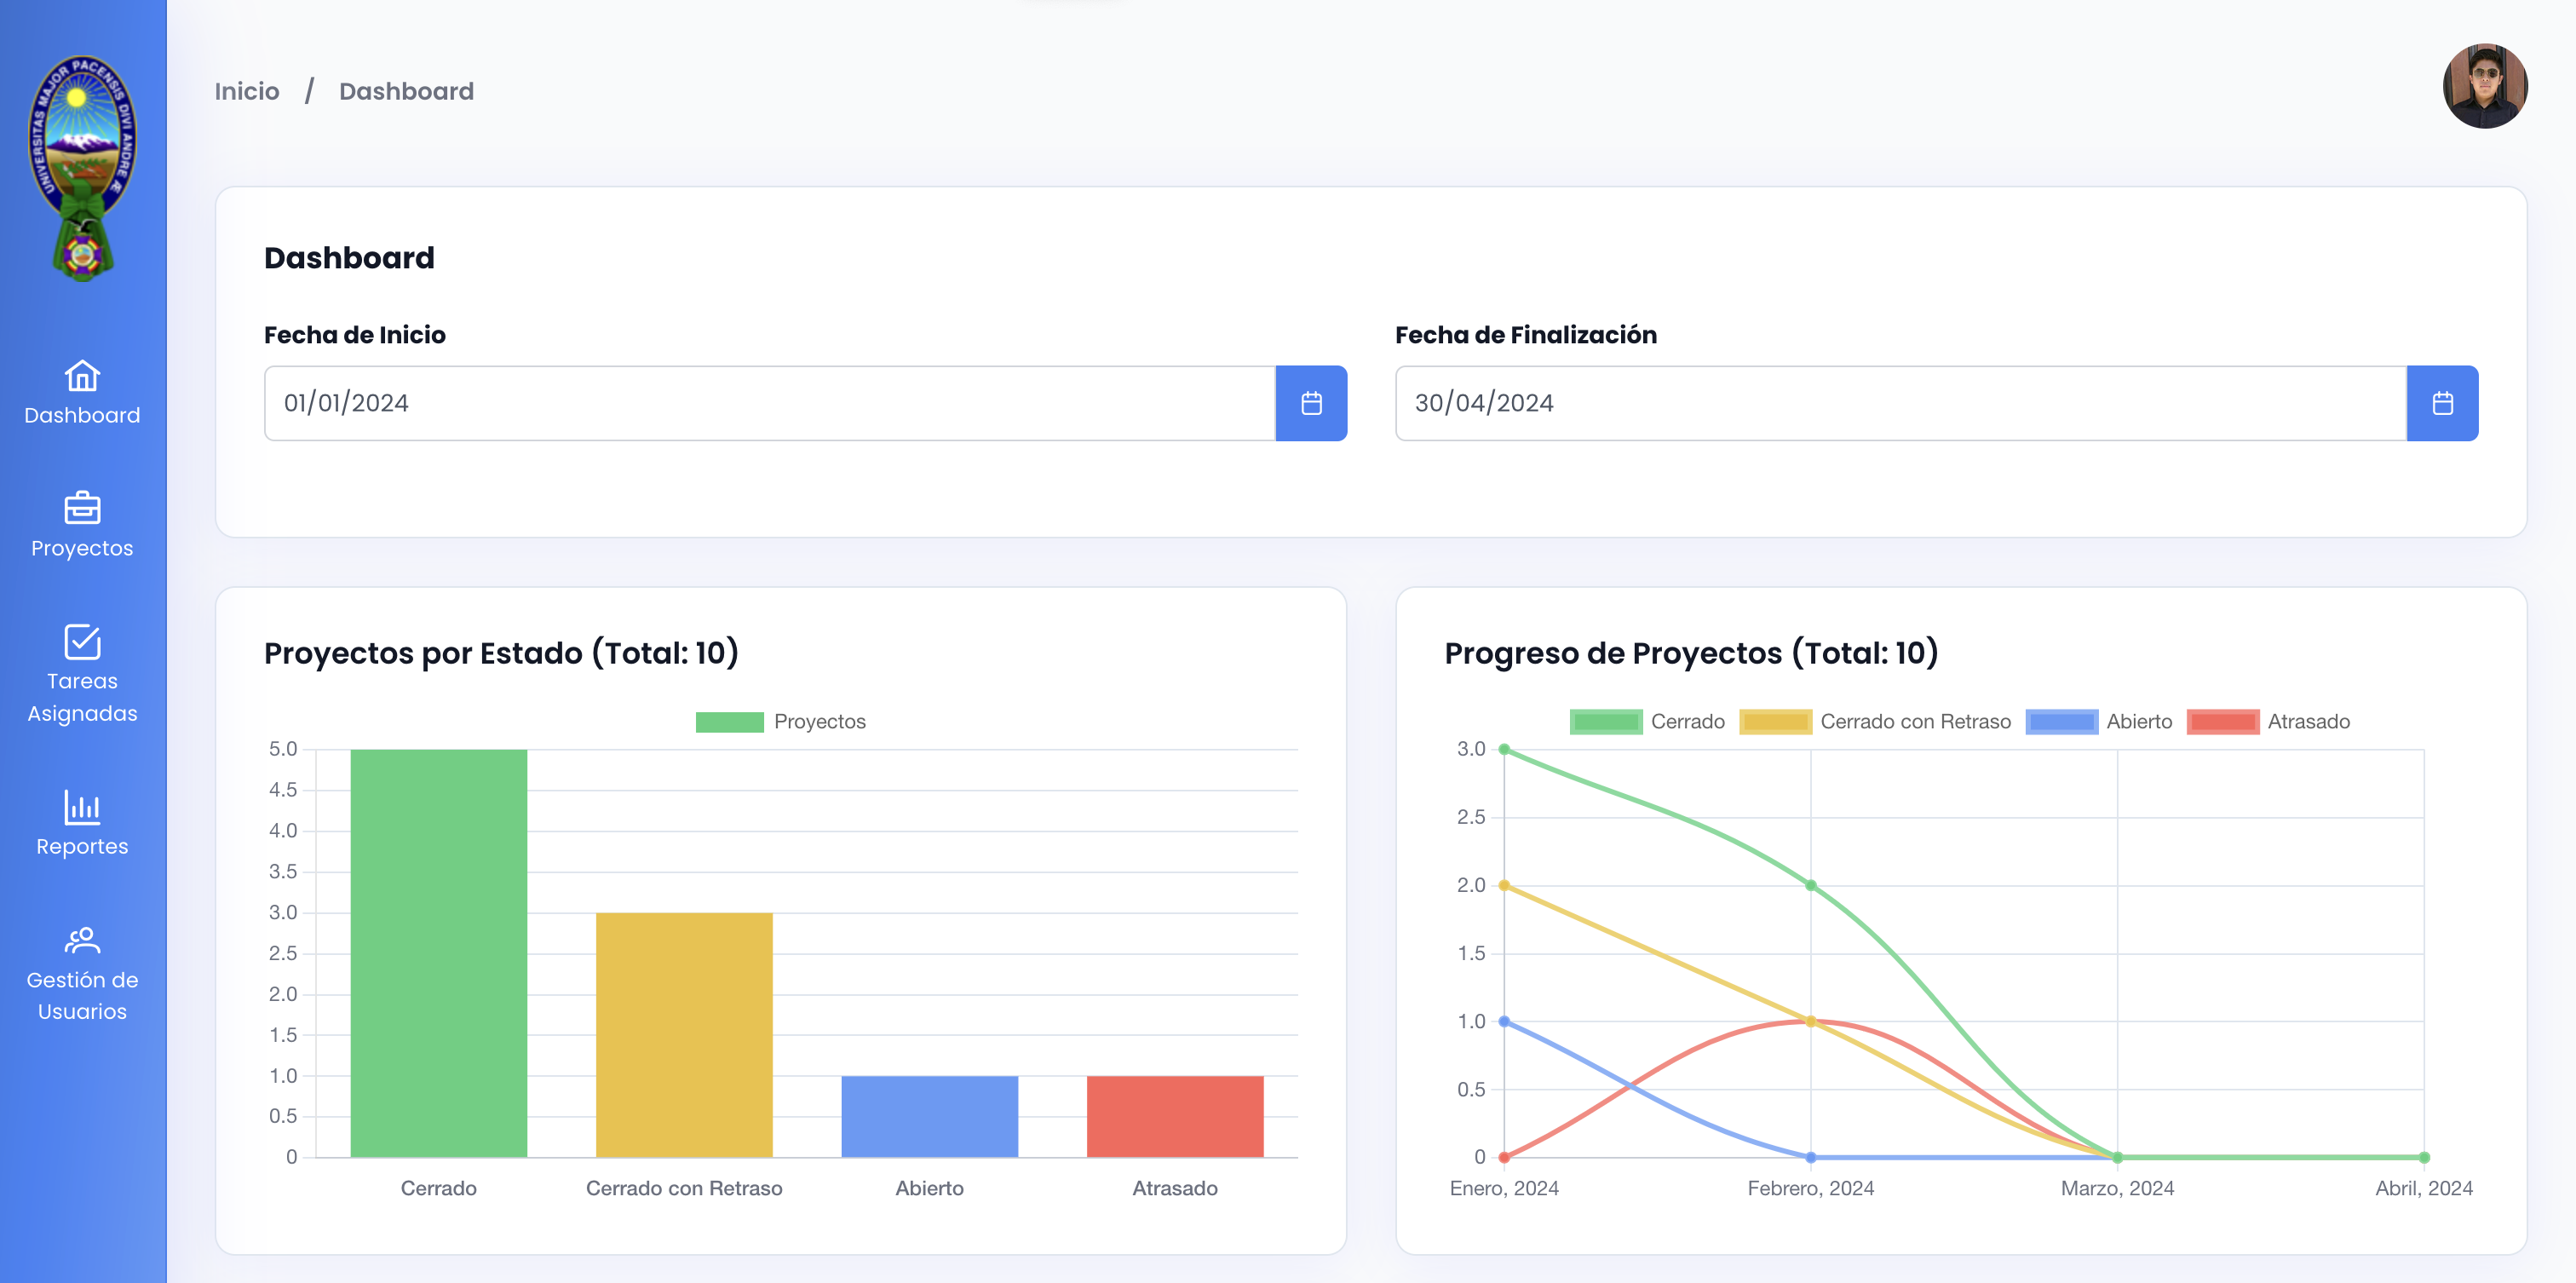 UNIVERSITAS MAJOR PACENSIS DIVI ANDRE Æ
Inicio / Dashboard
Dashboard
Proyectos
Tareas
Asignadas
Reportes
Gestión de
Usuarios
Dashboard
Fecha de Inicio
01/01/2024
Fecha de Finalización
30/04/2024
Proyectos por Estado (Total: 10)
Proyectos
5.0
4.5
4.0
3.5
3.0
2.5
2.0
1.5
1.0
0.5
0
Cerrado Cerrado con Retraso Abierto Atrasado
Progreso de Proyectos (Total: 10)
Cerrado Cerrado con Retraso Abierto Atrasado
3.0
2.5
2.0
1.5
1.0
0.5
0
Enero, 2024 Febrero, 2024 Marzo, 2024 Abril, 2024